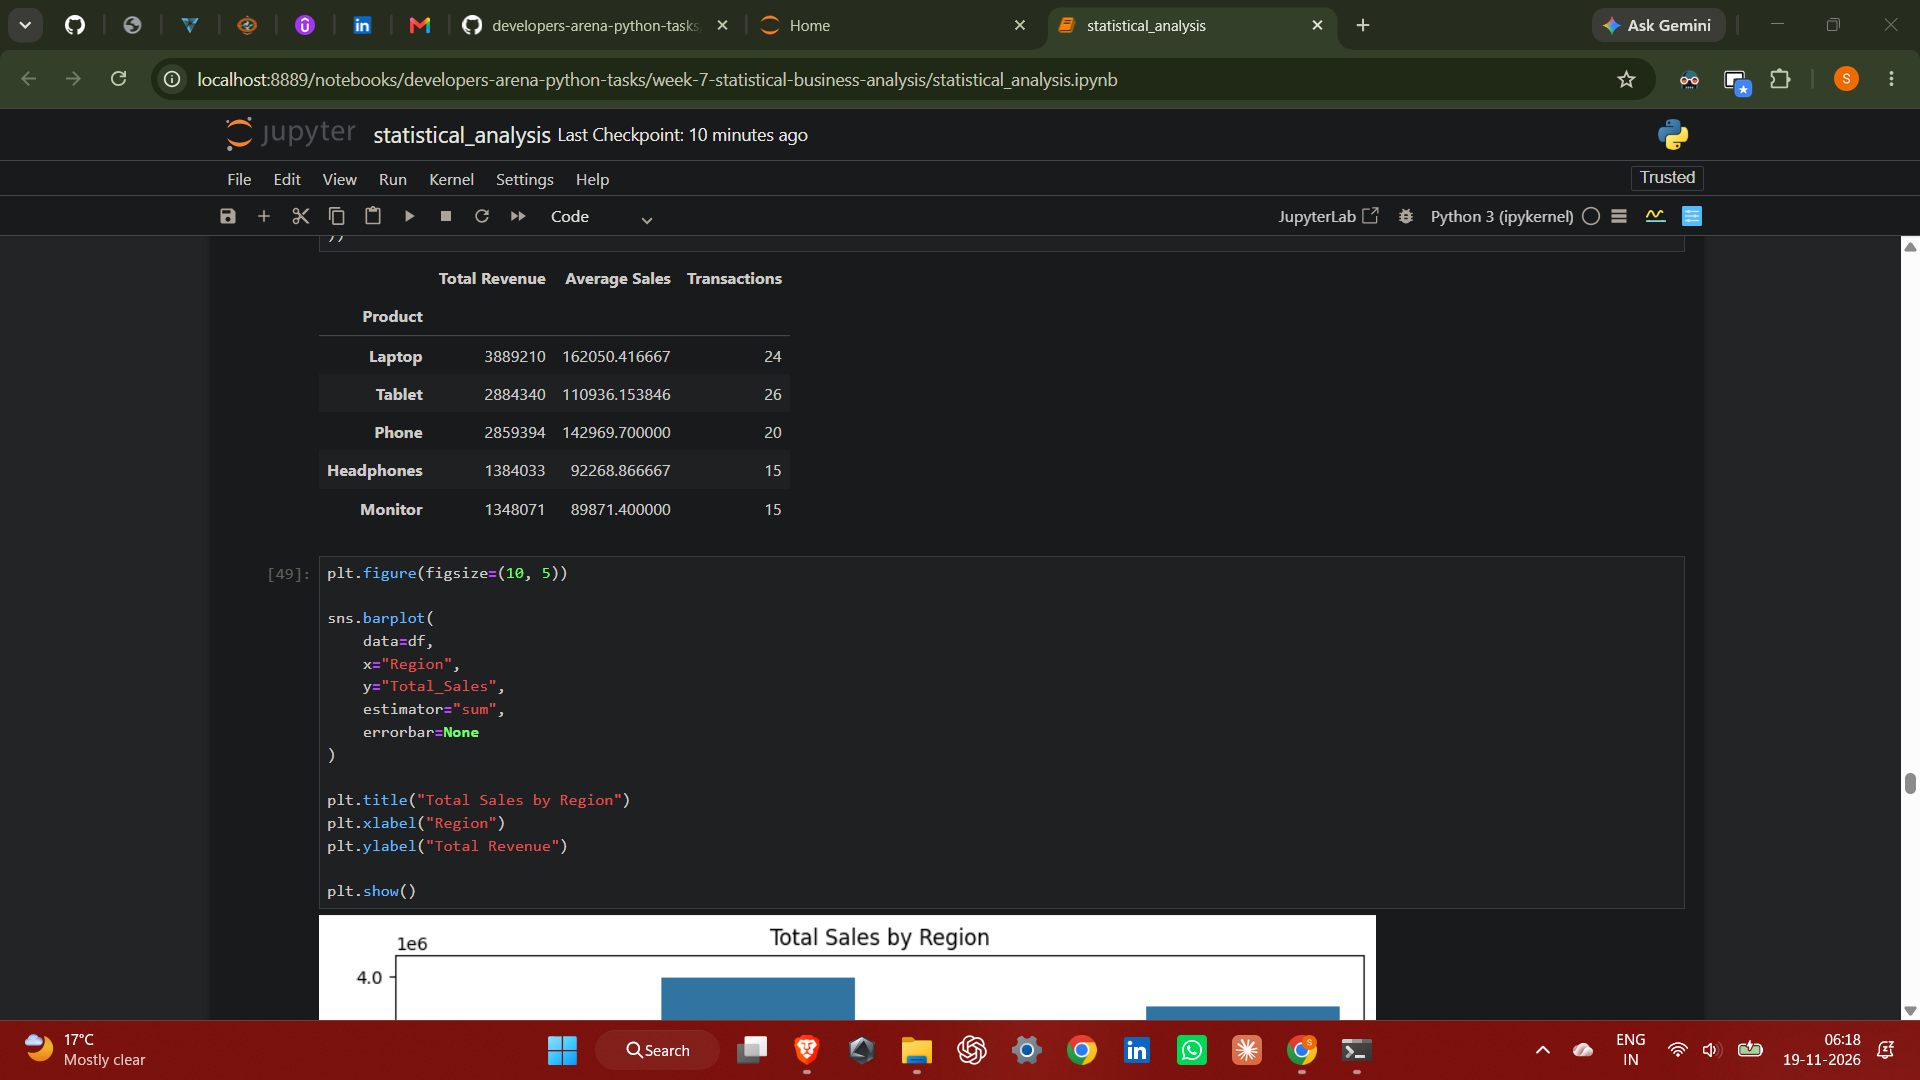 developers-arena-python-tasks
Home
statistical_analysis
Ask Gemini
localhost:8889/notebooks/developers-arena-python-tasks/week-7-statistical-business-analysis/statistical_analysis.ipynb
S
jupyter statistical_analysis Last Checkpoint: 10 minutes ago
File Edit View Run Kernel Settings Help
Trusted
Code
JupyterLab
Python 3 (ipykernel)
))
Total Revenue Average Sales Transactions
Product
Laptop 3889210 162050.416667 24
Tablet 2884340 110936.153846 26
Phone 2859394 142969.700000 20
Headphones 1384033 92268.866667 15
Monitor 1348071 89871.400000 15
[49]:
plt.figure(figsize=(10, 5))
sns.barplot(
data=df,
x="Region",
y="Total_Sales",
estimator="sum",
errorbar=None
)
plt.title("Total Sales by Region")
plt.xlabel("Region")
plt.ylabel("Total Revenue")
plt.show()
Total Sales by Region
1e6
4.0
17°C
Mostly clear
Search
ENG
IN
06:18
19-11-2026